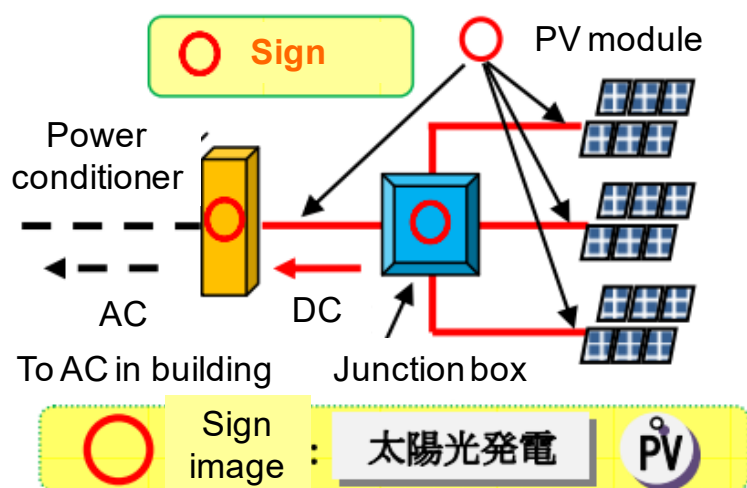 Sign
PV module
Power
conditioner
AC
DC
To AC in building
Junction box
Sign
image
:
太陽光発電
PV